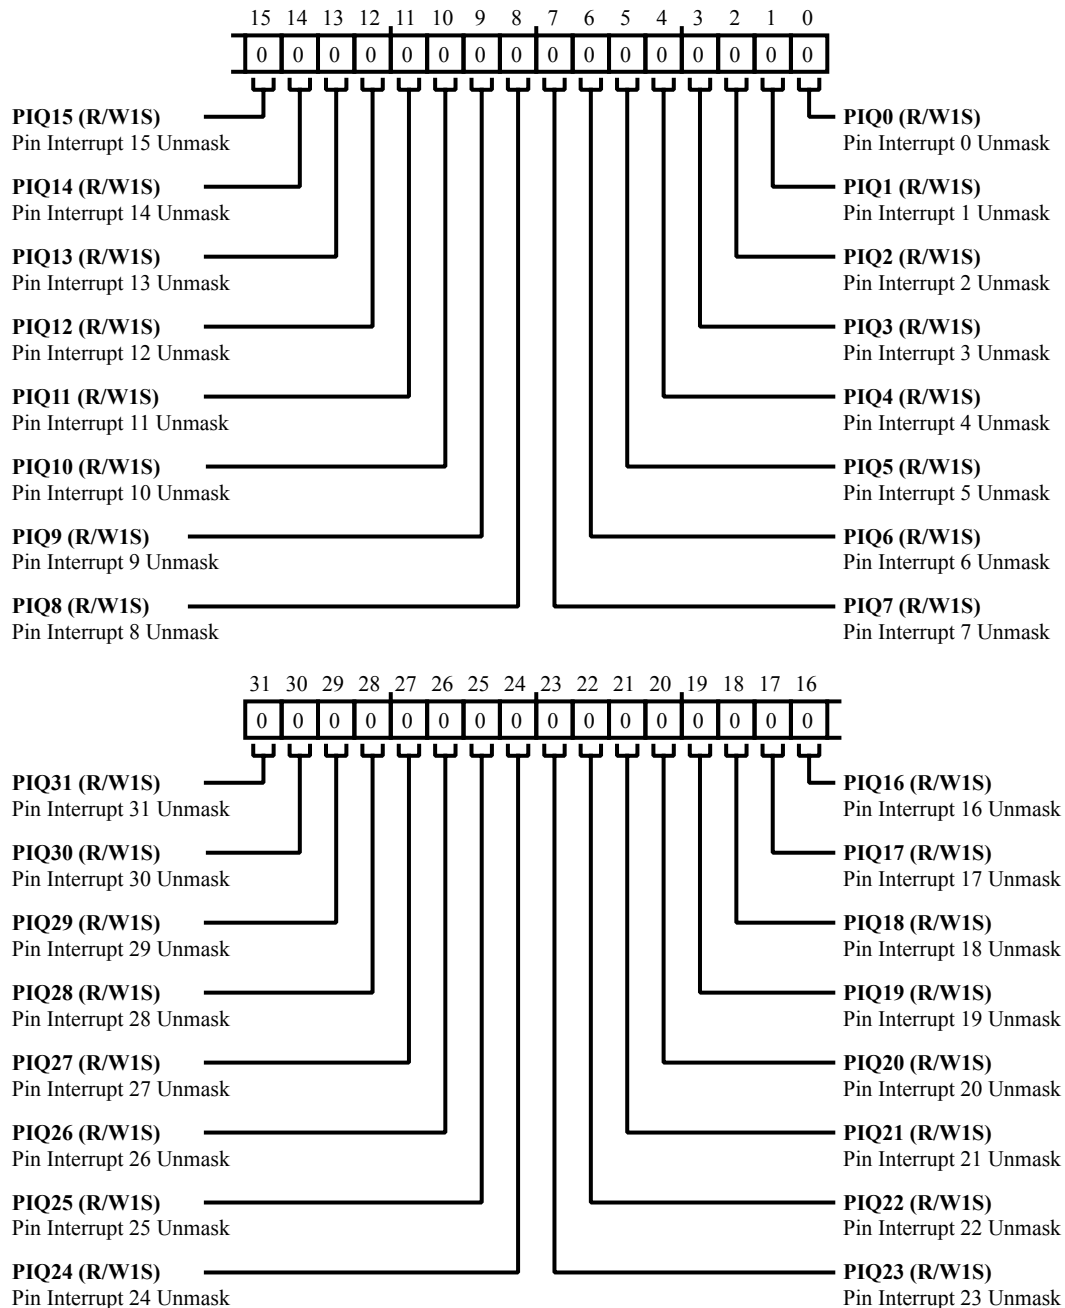 15 14 13 12 11 10 9 8 7 6 5 4 3 2 1 0
0 0 0 0 0 0 0 0 0 0 0 0 0 0 0 0
PIQ15 (R/W1S)
Pin Interrupt 15 Unmask
PIQ14 (R/W1S)
Pin Interrupt 14 Unmask
PIQ13 (R/W1S)
Pin Interrupt 13 Unmask
PIQ12 (R/W1S)
Pin Interrupt 12 Unmask
PIQ11 (R/W1S)
Pin Interrupt 11 Unmask
PIQ10 (R/W1S)
Pin Interrupt 10 Unmask
PIQ9 (R/W1S)
Pin Interrupt 9 Unmask
PIQ8 (R/W1S)
Pin Interrupt 8 Unmask
PIQ0 (R/W1S)
Pin Interrupt 0 Unmask
PIQ1 (R/W1S)
Pin Interrupt 1 Unmask
PIQ2 (R/W1S)
Pin Interrupt 2 Unmask
PIQ3 (R/W1S)
Pin Interrupt 3 Unmask
PIQ4 (R/W1S)
Pin Interrupt 4 Unmask
PIQ5 (R/W1S)
Pin Interrupt 5 Unmask
PIQ6 (R/W1S)
Pin Interrupt 6 Unmask
PIQ7 (R/W1S)
Pin Interrupt 7 Unmask
31 30 29 28 27 26 25 24 23 22 21 20 19 18 17 16
0 0 0 0 0 0 0 0 0 0 0 0 0 0 0 0
PIQ31 (R/W1S)
Pin Interrupt 31 Unmask
PIQ30 (R/W1S)
Pin Interrupt 30 Unmask
PIQ29 (R/W1S)
Pin Interrupt 29 Unmask
PIQ28 (R/W1S)
Pin Interrupt 28 Unmask
PIQ27 (R/W1S)
Pin Interrupt 27 Unmask
PIQ26 (R/W1S)
Pin Interrupt 26 Unmask
PIQ25 (R/W1S)
Pin Interrupt 25 Unmask
PIQ24 (R/W1S)
Pin Interrupt 24 Unmask
PIQ16 (R/W1S)
Pin Interrupt 16 Unmask
PIQ17 (R/W1S)
Pin Interrupt 17 Unmask
PIQ18 (R/W1S)
Pin Interrupt 18 Unmask
PIQ19 (R/W1S)
Pin Interrupt 19 Unmask
PIQ20 (R/W1S)
Pin Interrupt 20 Unmask
PIQ21 (R/W1S)
Pin Interrupt 21 Unmask
PIQ22 (R/W1S)
Pin Interrupt 22 Unmask
PIQ23 (R/W1S)
Pin Interrupt 23 Unmask